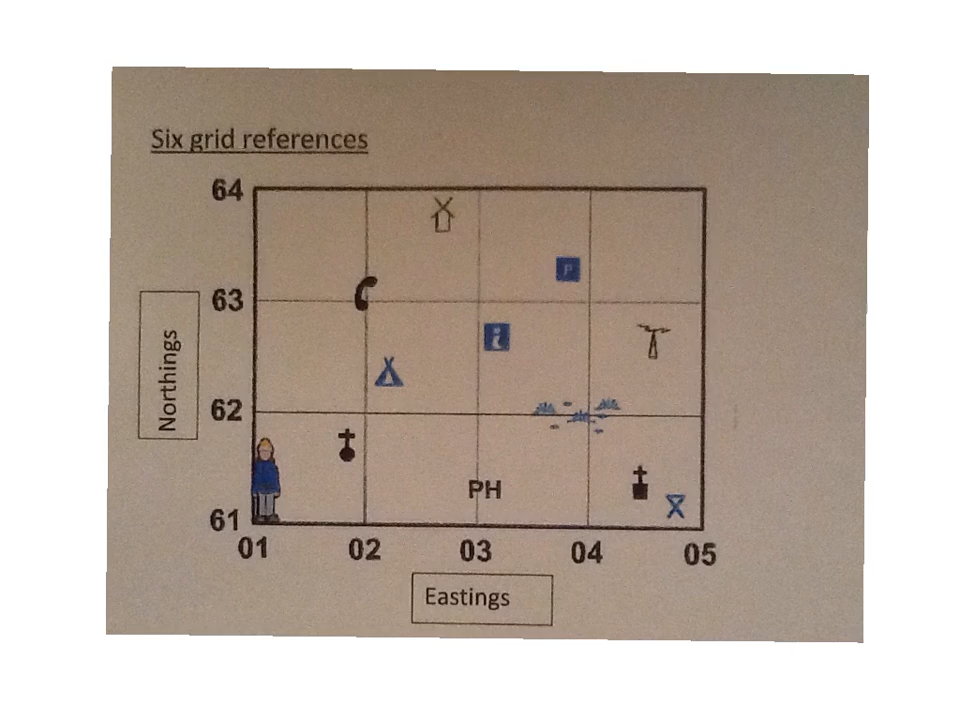 Six grid references
64
P
63
i
Northings
62
PH
61
01 02 03 04 05
Eastings